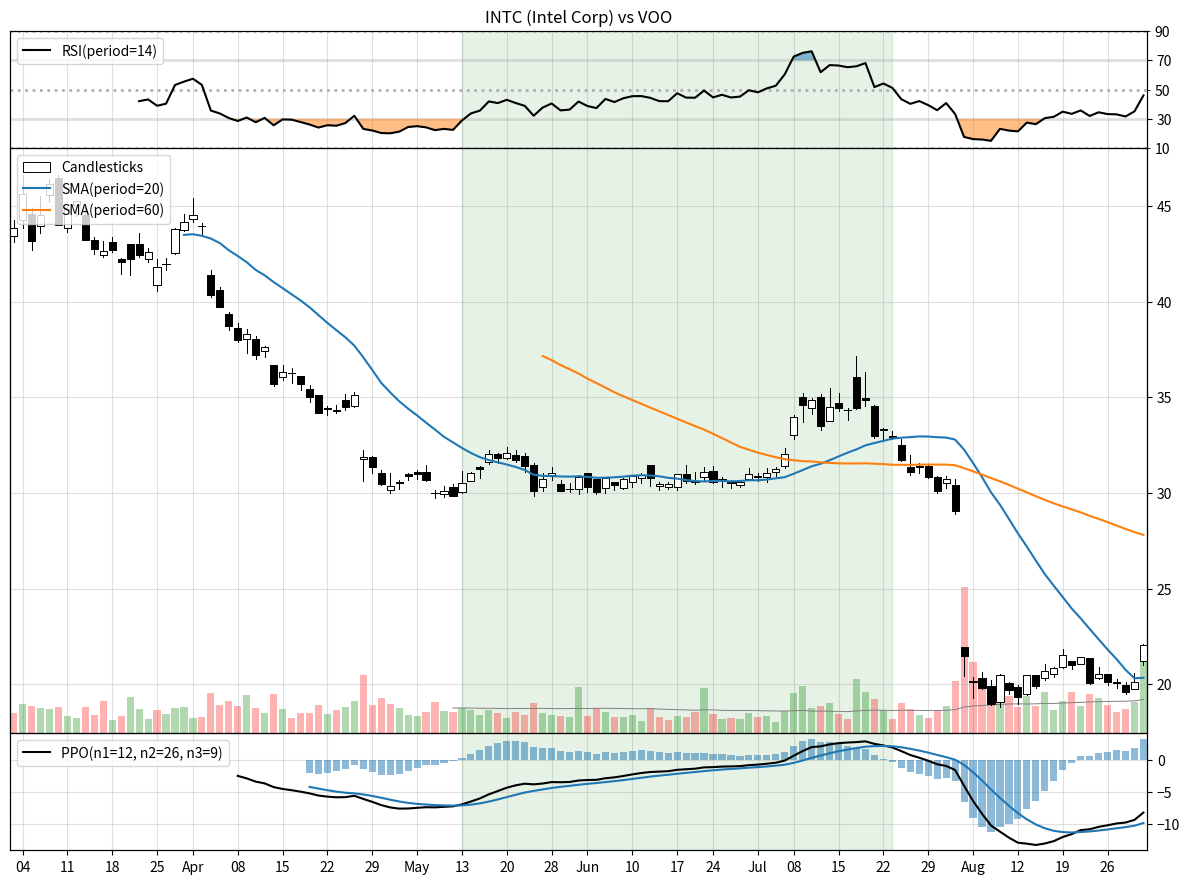 INTC (Intel Corp) vs VOO
RSI(period=14)
90
70
50
30
10
Candlesticks
SMA(period=20)
SMA(period=60)
45
40
35
30
25
20
PPO(n1=12, n2=26, n3=9)
0
−5
−10
04 11 18 25 Apr 08 15 22 29 May 13 20 28 Jun 10 17 24 Jul 08 15 22 29 Aug 12 19 26